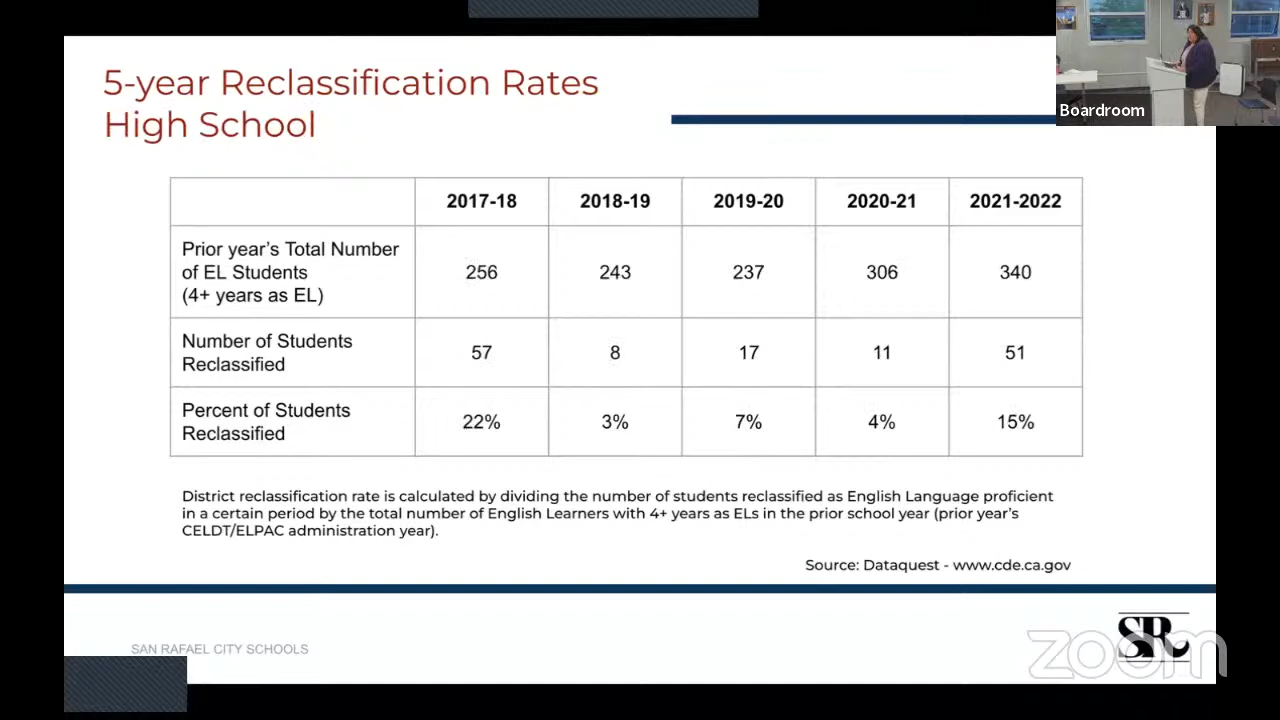 5-year Reclassification Rates
High School
Boardroom
2017-18 2018-19 2019-20 2020-21 2021-2022
Prior year’s Total Number
of EL Students
(4+ years as EL)
256 243 237 306 340
Number of Students
Reclassified
57 8 17 11 51
Percent of Students
Reclassified
22% 3% 7% 4% 15%
District reclassification rate is calculated by dividing the number of students reclassified as English Language proficient
in a certain period by the total number of English Learners with 4+ years as ELs in the prior school year (prior year’s
CELDT/ELPAC administration year).
Source: Dataquest - www.cde.ca.gov
SAN RAFAEL CITY SCHOOLS
SR
zoom